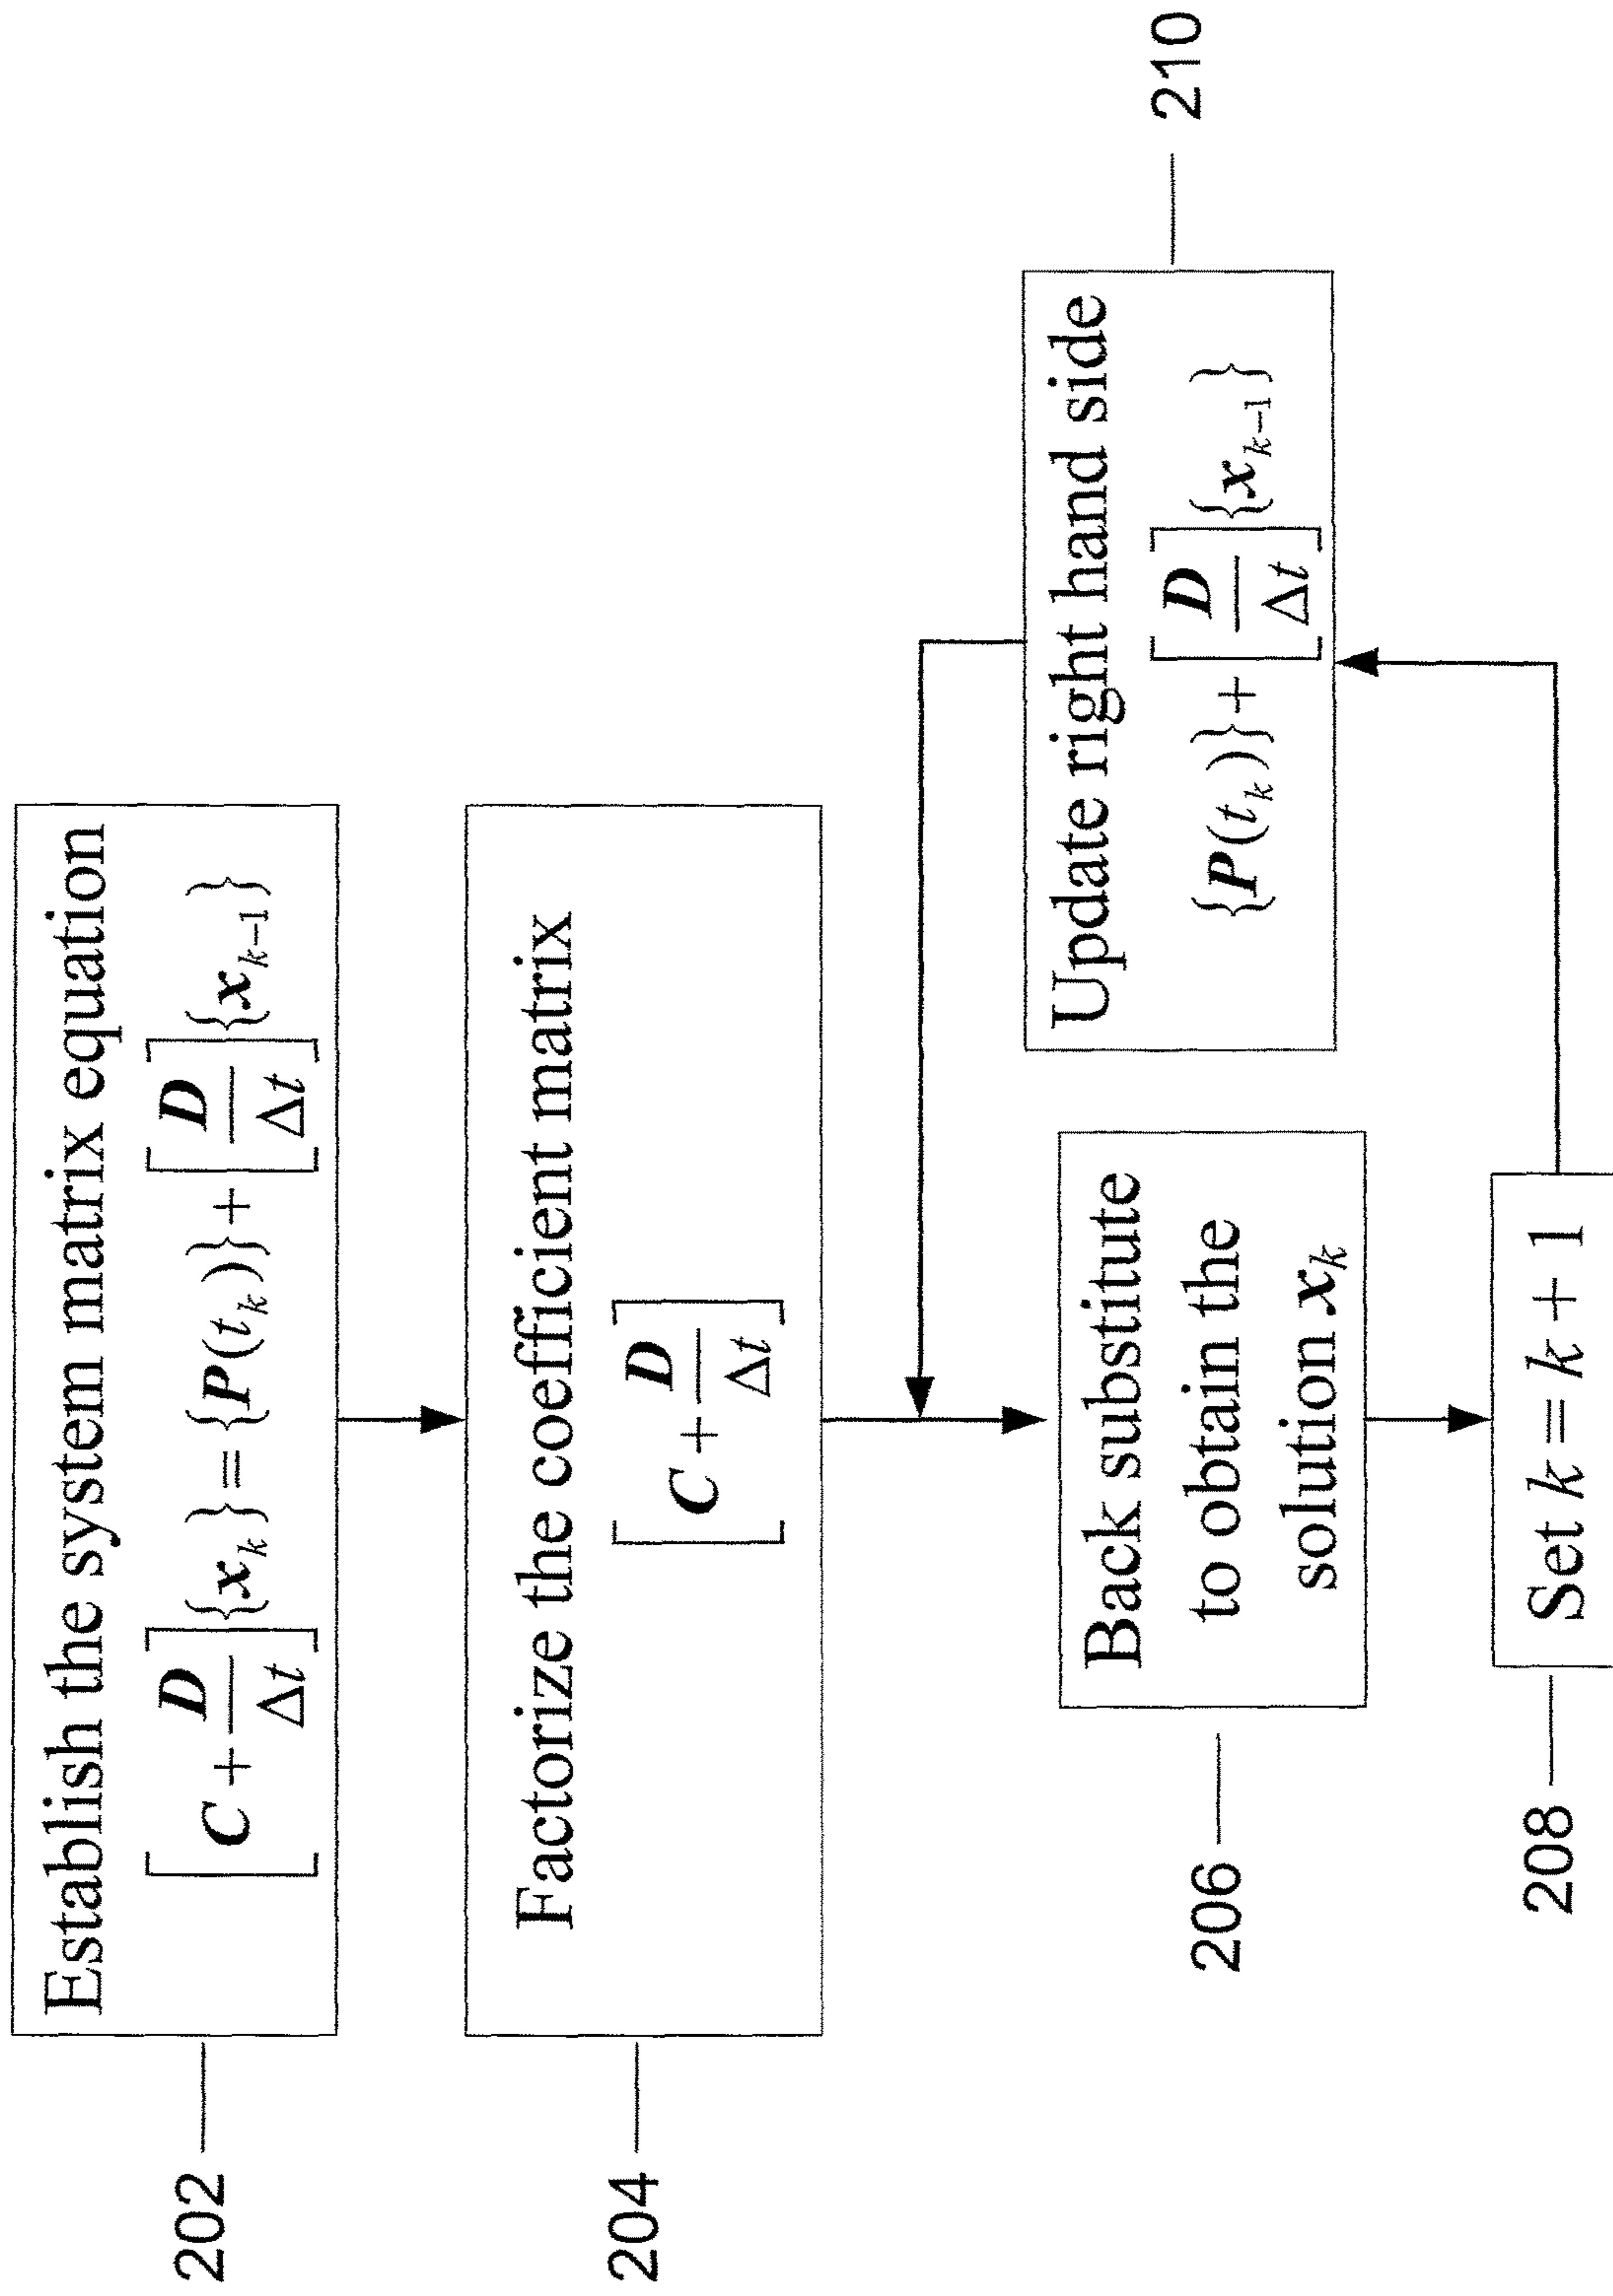 202
Establish the system matrix equation
[C + D/Δt]{x_k} = {P(t_k)} + [D/Δt]{x_{k−1}}
204
Factorize the coefficient matrix
[C + D/Δt]
206
Back substitute
to obtain the
solution x_k
208
Set k = k + 1
210
Update right hand side
{P(t_k)} + [D/Δt]{x_{k−1}}